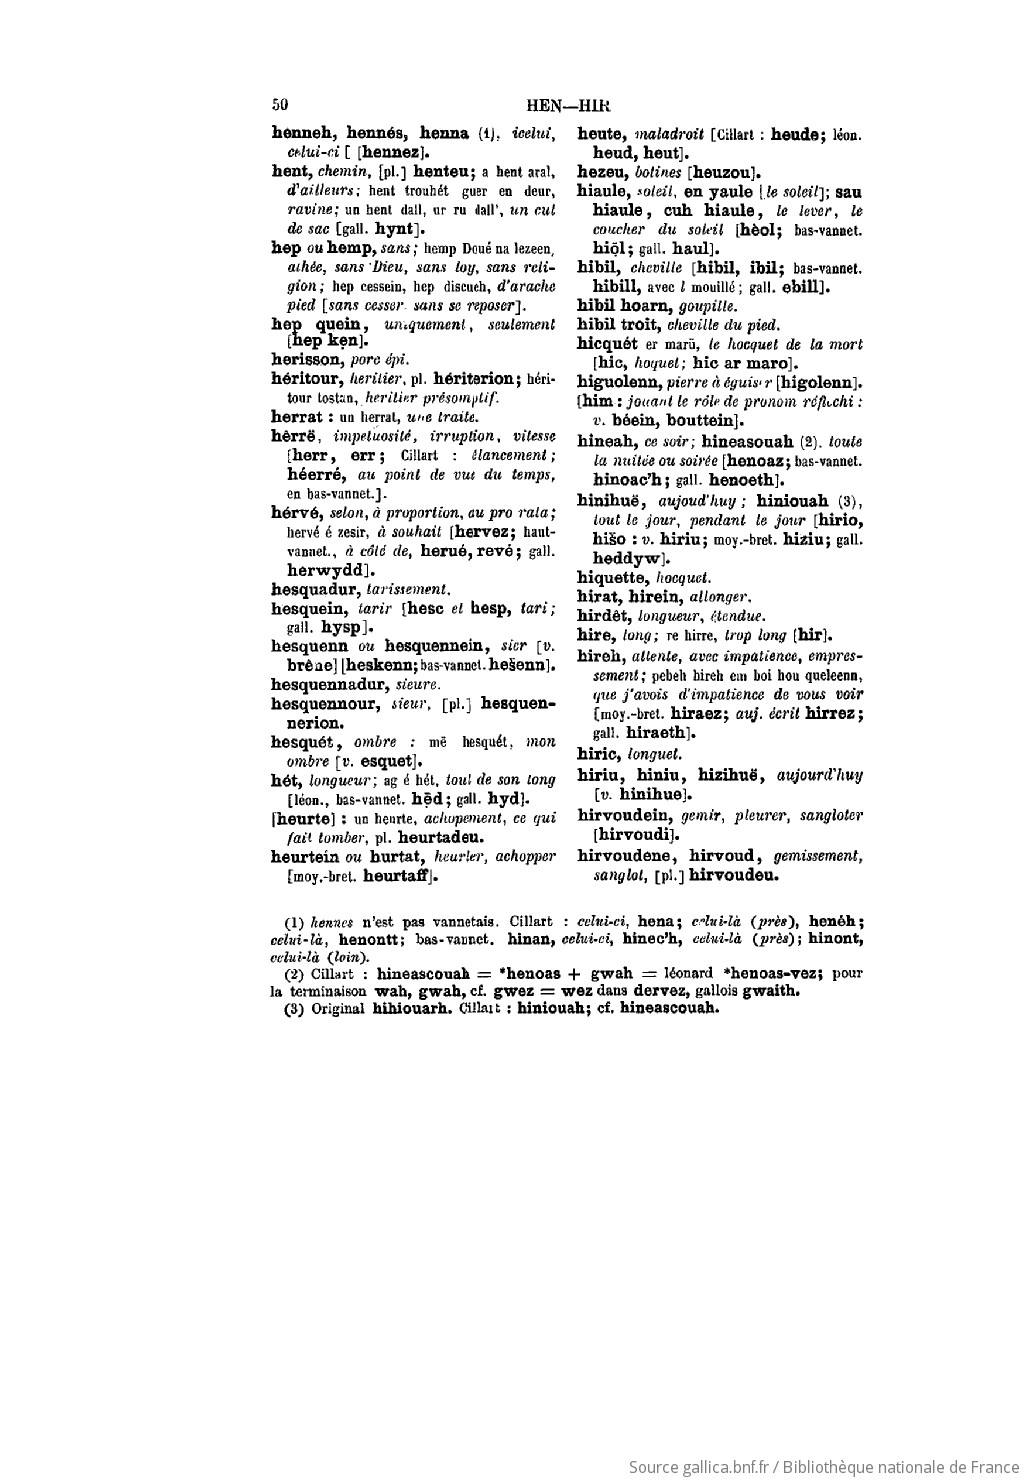 50
HEN—HIR
henneh, hennés, henna (1), icelui,
celui-ci [ [hennez].
hent, chemin, [pl.] henteu; a hent aral,
d'ailleurs; hent trouhét guer en deur,
ravine; un hent dall, ur ru dall', un cul
de sac [gall. hynt].
hep ou hemp, sans; hemp Doué na lezeen,
athée, sans Dieu, sans loy, sans reli-
gion; hep cessein, hep discueh, d'arache
pied [sans cesser sans se reposer].
hep quein, uniquement, seulement
[hep kẹn].
herisson, porc épi.
héritour, heritier, pl. héritərion; héri-
tour tostan, heritier présomptif.
herrat : un herrat, une traite.
hèrrë, impetuosité, irruption, vitesse
[herr, err; Cillart : élancement;
héerré, au point de vue du temps,
en bas-vannet.].
hérvé, selon, à proportion, au pro rata;
hervé é zesir, à souhait [hervez; haut-
vannet., à côté de, herué, revé; gall.
herwydd].
hesquadur, tarissement.
hesquein, tarir [hesc et hesp, tari;
gall. hysp].
hesquenn ou hesquennein, sier [v.
brêne] [heskenn; bas-vannet. hešenn].
hesquennadur, sieure.
hesquennour, sieur, [pl.] hesquen-
nerion.
hesquét, ombre : mē hesquét, mon
ombre [v. esquet].
hét, longueur; ag é hét, tout de son long
[léon., bas-vannet. hẹ̄d; gall. hyd].
[heurte] : un heurte, achopement, ce qui
fait tomber, pl. heurtadeu.
heurtein ou hurtat, heurter, achopper
[moy.-bret. heurtaff].
heute, maladroit [Cillart : heude; léon.
heud, heut].
hezeu, botines [heuzou].
hiaule, soleil, en yaule [le soleil]; sau
hiaule, cuh hiaule, le lever, le
coucher du soleil [hèol; bas-vannet.
hiọ̄l; gall. haul].
hibil, cheville [hibil, ibil; bas-vannet.
hibill, avec l mouillé; gall. ebill].
hibil hoarn, goupille.
hibil troit, cheville du pied.
hicquét er marü, le hocquet de la mort
[hic, hoquet; hic ar maro].
higuolenn, pierre à éguiser [higolenn].
[him : jouant le rôle de pronom réfléchi :
v. béein, bouttein].
hineah, ce soir; hineasouah (2). toute
la nuitée ou soirée [henoaz; bas-vannet.
hinoac'h; gall. henoeth].
hinihuë, aujoud'huy; hiniouah (3),
tout le jour, pendant le jour [hirio,
hišo : v. hiriu; moy.-bret. hiziu; gall.
heddyw].
hiquette, hocquet.
hirat, hirein, allonger.
hirdêt, longueur, étendue.
hire, long; re hirre, trop long [hir].
hireh, attente, avec impatience, empres-
sement; pebeh hireh em boi hou queleenn,
que j'avois d'impatience de vous voir
[moy.-bret. hiraez; auj. écrit hirrez;
gall. hiraeth].
hiric, longuet.
hiriu, hiniu, hizihuë, aujourd'huy
[v. hinihue].
hirvoudein, gemir, pleurer, sangloter
[hirvoudi].
hirvoudene, hirvoud, gemissement,
sanglot, [pl.] hirvoudeu.
(1) hennes n'est pas vannetais. Cillart : celui-ci, hena; celui-là (près), henéh;
celui-là, henontt; bas-vannet. hinan, celui-ci, hinec'h, celui-là (près); hinont,
celui-là (loin).
(2) Cillart : hineascouah = *henoas + gwah = léonard *henoas-vez; pour
la terminaison wah, gwah, cf. gwez = wez dans dervez, gallois gwaith.
(3) Original hihiouarh. Cillart : hiniouah; cf. hineascouah.
Source gallica.bnf.fr / Bibliothèque nationale de France